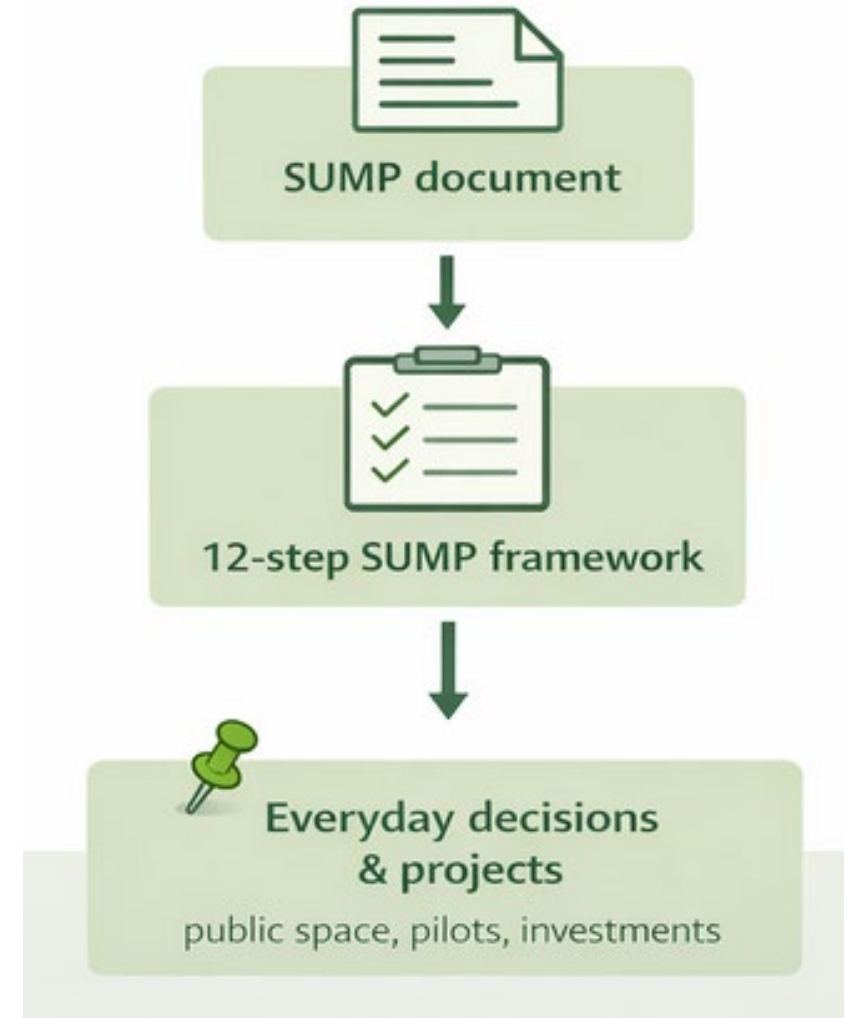 SUMP document
12-step SUMP framework
Everyday decisions
& projects
public space, pilots, investments